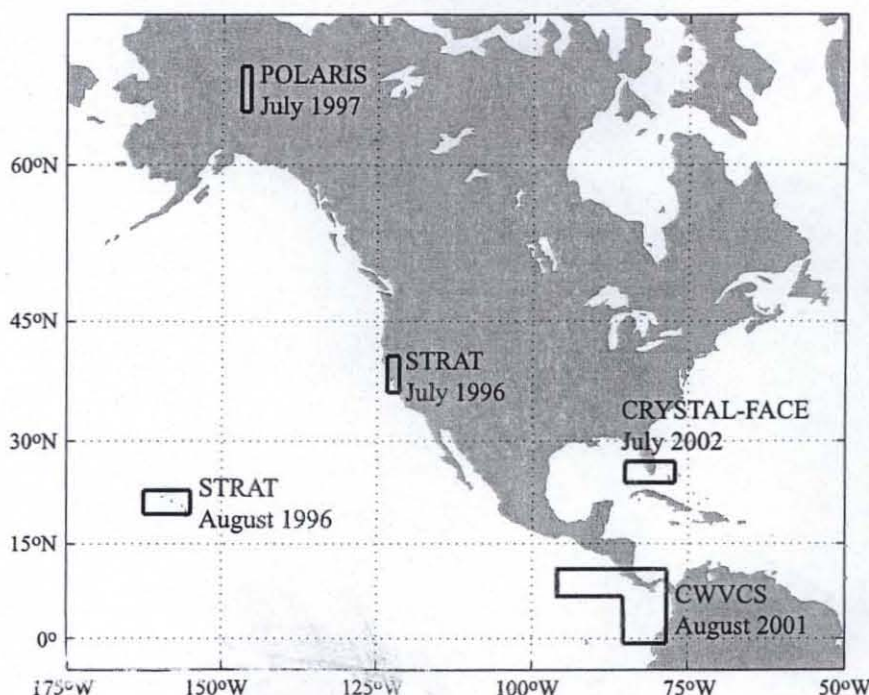 POLARIS
July 1997
60°N
45°N
STRAT
July 1996
CRYSTAL-FACE
July 2002
30°N
STRAT
August 1996
15°N
CWVCS
August 2001
0°
175°W 150°W 125°W 100°W 75°W 50°W